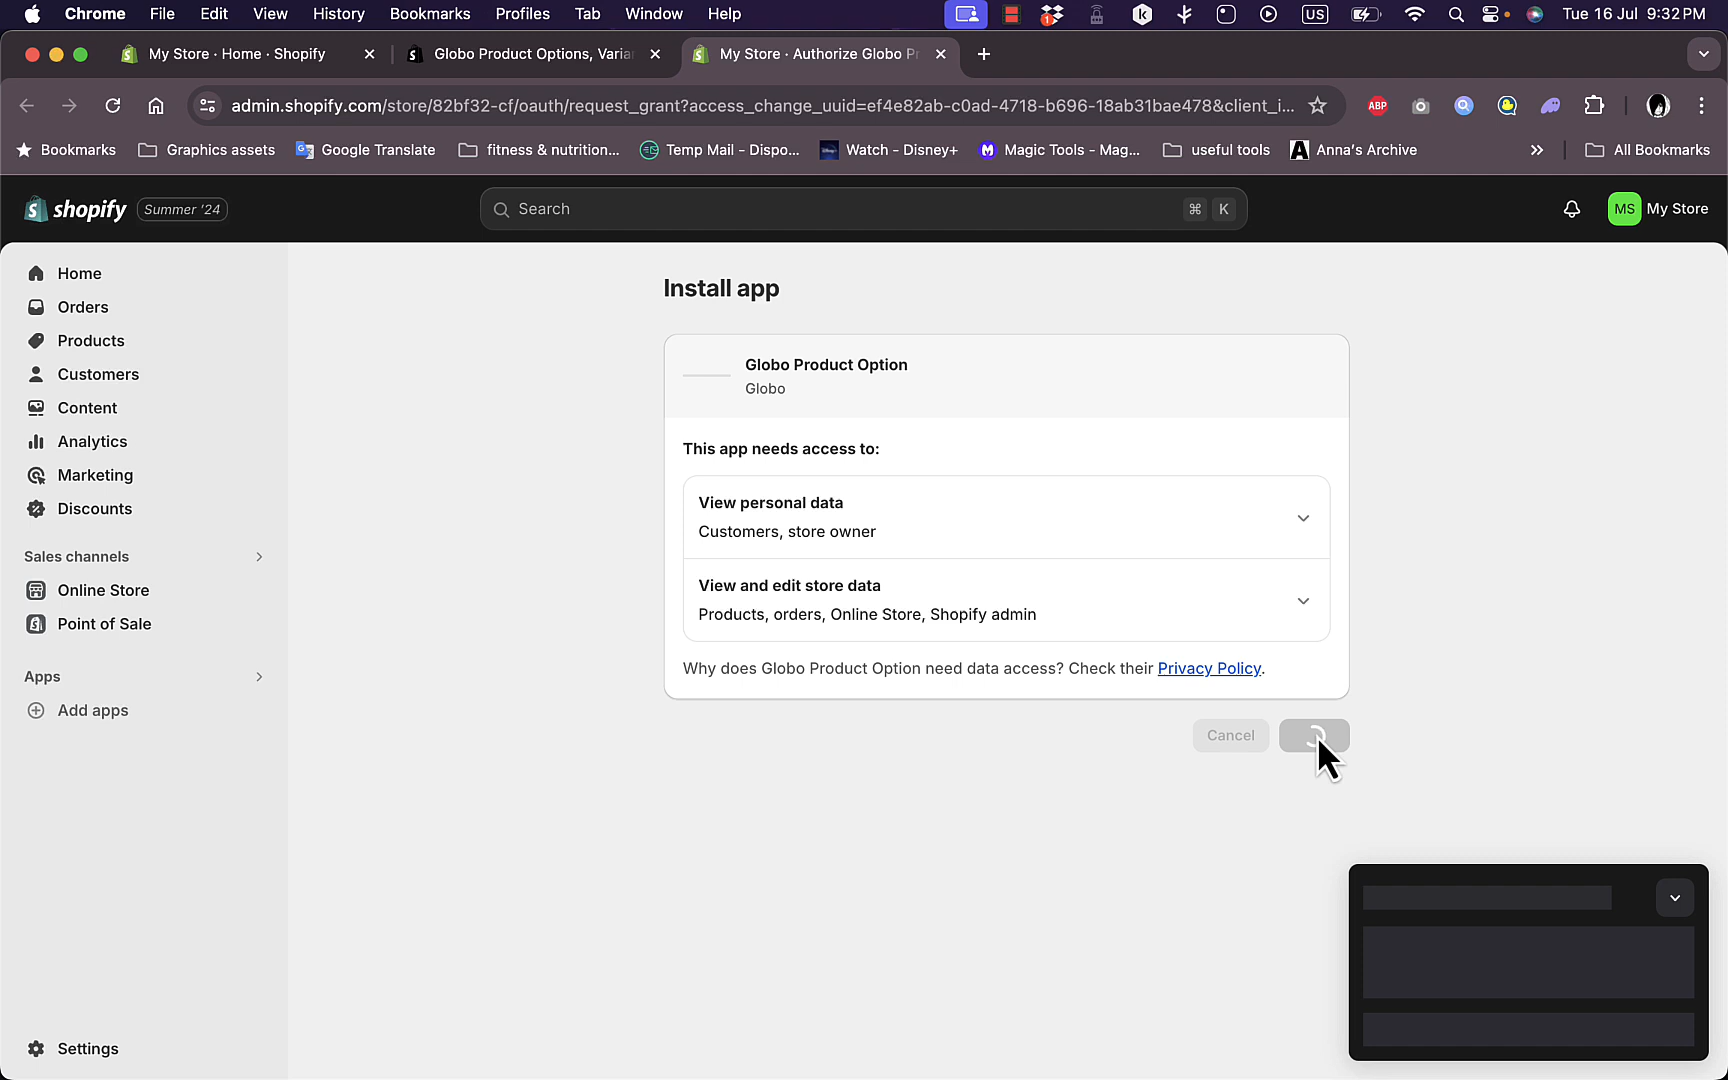 Chrome File Edit View History Bookmarks Profiles Tab Window Help 1 US Tue 16 Jul 9:32 PM
My Store · Home · Shopify Globo Product Options, Varia My Store · Authorize Globo Pr
admin.shopify.com/store/82bf32-cf/oauth/request_grant?access_change_uuid=ef4e82ab-c0ad-4718-b696-18ab31bae478&client_i... ABP
Bookmarks Graphics assets Google Translate fitness & nutrition... Temp Mail - Dispo... Watch - Disney+ Magic Tools - Mag... useful tools Anna's Archive All Bookmarks
shopify Summer '24 Search ⌘ K MS My Store
Home
Orders
Products
Customers
Content
Analytics
Marketing
Discounts
Sales channels
Online Store
Point of Sale
Apps
Add apps
Settings
Install app
Globo Product Option
Globo
This app needs access to:
View personal data
Customers, store owner
View and edit store data
Products, orders, Online Store, Shopify admin
Why does Globo Product Option need data access? Check their Privacy Policy.
Cancel